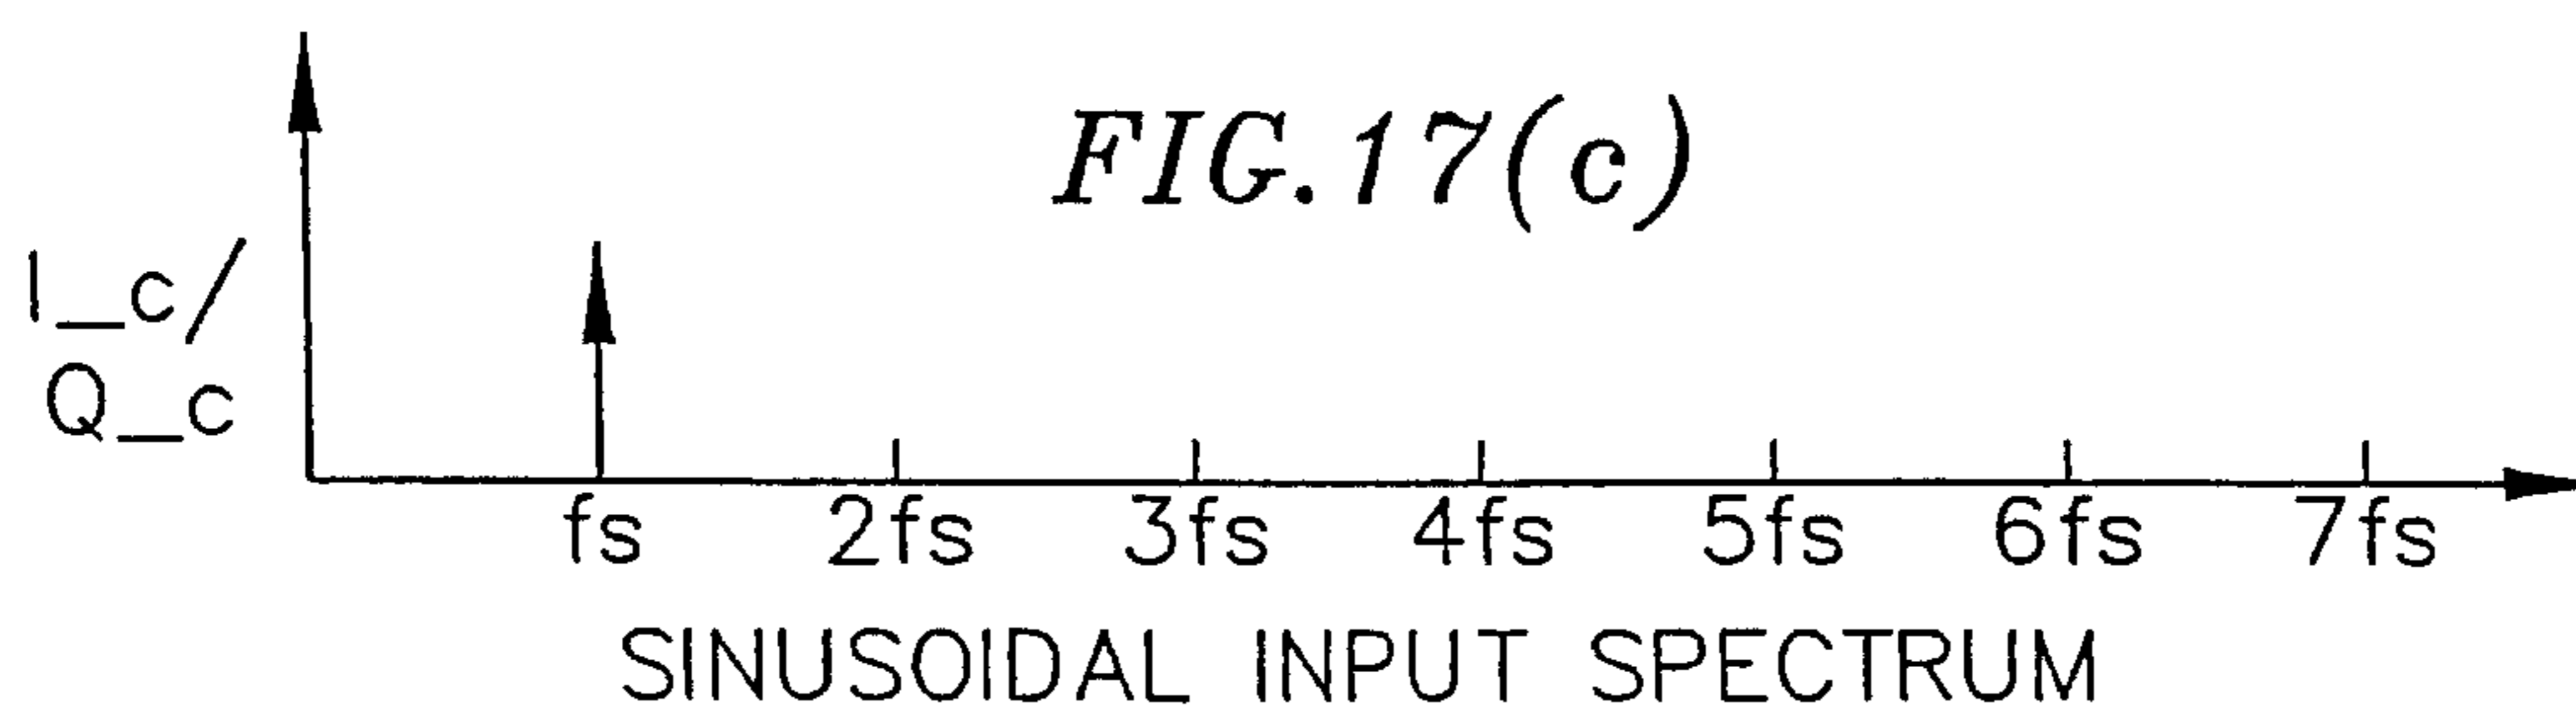 FIG.17(c)
I_c/
Q_c
fs 2fs 3fs 4fs 5fs 6fs 7fs
SINUSOIDAL INPUT SPECTRUM